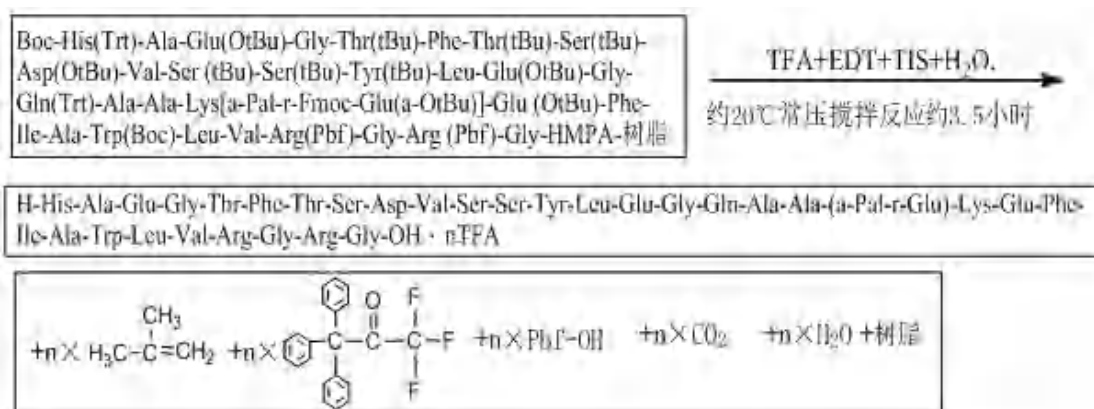 Boc-His(Trt)-Ala-Glu(OtBu)-Gly-Thr(tBu)-Phe-Thr(tBu)-Ser(tBu)-
Asp(OtBu)-Val-Ser (tBu)-Ser(tBu)-Tyr(tBu)-Leu-Glu(OtBu)-Gly-
Gln(Trt)-Ala-Ala-Lys[a-Pal-r-Fmoc-Glu(a-OtBu)]-Glu (OtBu)-Phe-
Ile-Ala-Trp(Boc)-Leu-Val-Arg(Pbf)-Gly-Arg (Pbf)-Gly-HMPA-树脂
TFA+EDT+TIS+H₂O,
约20℃常压搅拌反应约3.5小时
H-His-Ala-Glu-Gly-Thr-Phe-Thr-Ser-Asp-Val-Ser-Ser-Tyr-Leu-Glu-Gly-Gln-Ala-Ala-(a-Pal-r-Glu)-Lys-Glu-Phe-
Ile-Ala-Trp-Leu-Val-Arg-Gly-Arg-Gly-OH · nTFA
CH₃
+n× H₃C-C=CH₂ +n× C-C-C-F +n×Pbf-OH +n×CO₂ +n×H₂O +树脂
O
F
F